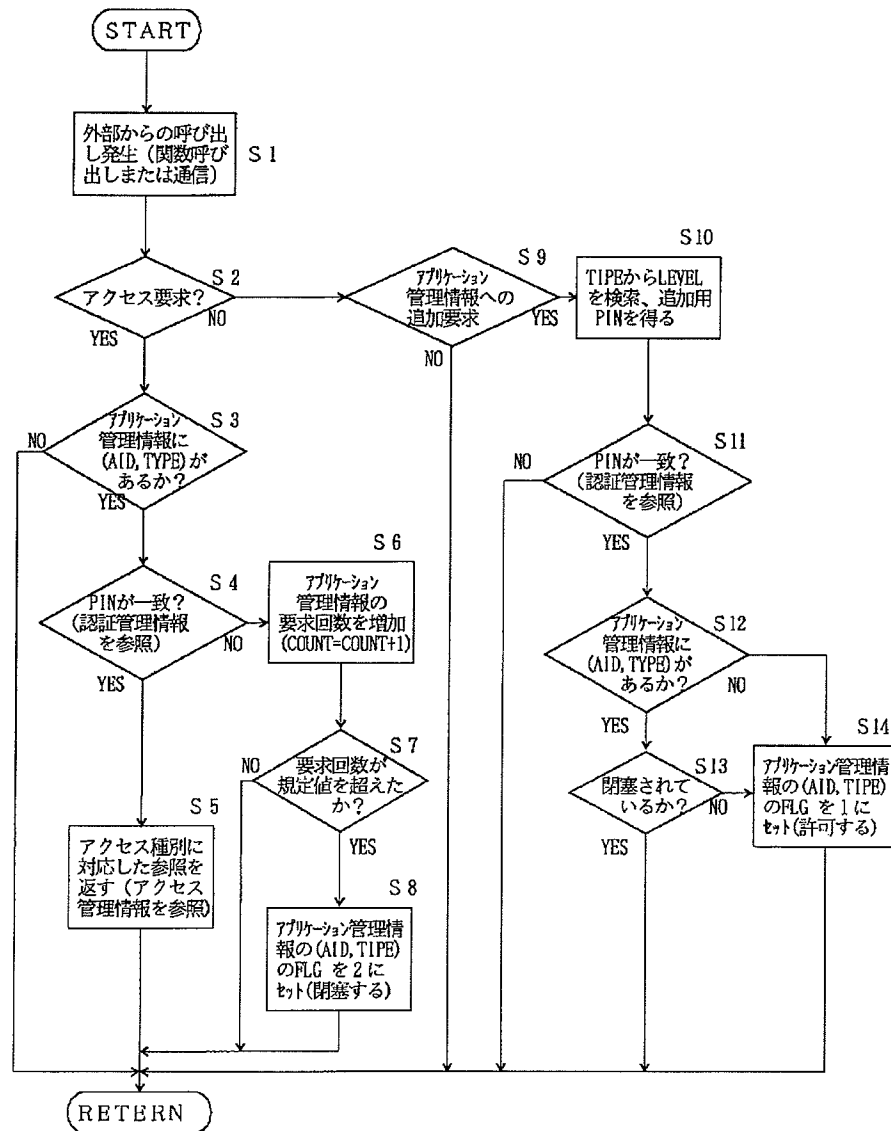 START
外部からの呼び出
し発生（関数呼び
出しまたは通信）
S1
アクセス要求？
S2
NO
YES
アプリケーション
管理情報への
追加要求
S9
YES
NO
S10
TIPEからLEVEL
を検索、追加用
PINを得る
アプリケーション
管理情報に
(AID,TYPE)が
あるか？
S3
NO
YES
PINが一致？
(認証管理情報
を参照)
S11
NO
YES
PINが一致？
(認証管理情報
を参照)
S4
NO
YES
S6
アプリケーション
管理情報の
要求回数を増加
(COUNT=COUNT+1)
アプリケーション
管理情報に
(AID,TYPE)が
あるか？
S12
NO
YES
要求回数が
規定値を超えた
か？
S7
NO
YES
閉塞されて
いるか？
S13
NO
YES
S14
アプリケーション管理情
報の(AID,TIPE)
のFLG を1に
セット(許可する)
S5
アクセス種別に
対応した参照を
返す（アクセス
管理情報を参照)
S8
アプリケーション管理情
報の(AID,TIPE)
のFLG を2に
セット(閉塞する)
RETERN